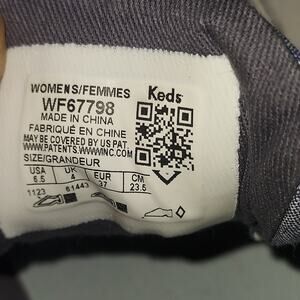 WOMENS/FEMMES Keds
WF67798
MADE IN CHINA
FABRIQUÉ EN CHINE
MAY BE COVERED BY US PAT.
WWW.PATENTS.WWWINC.COM
SIZE/GRANDEUR
USA UK EUR CM
6.5 4 37 23.5
1123 61443